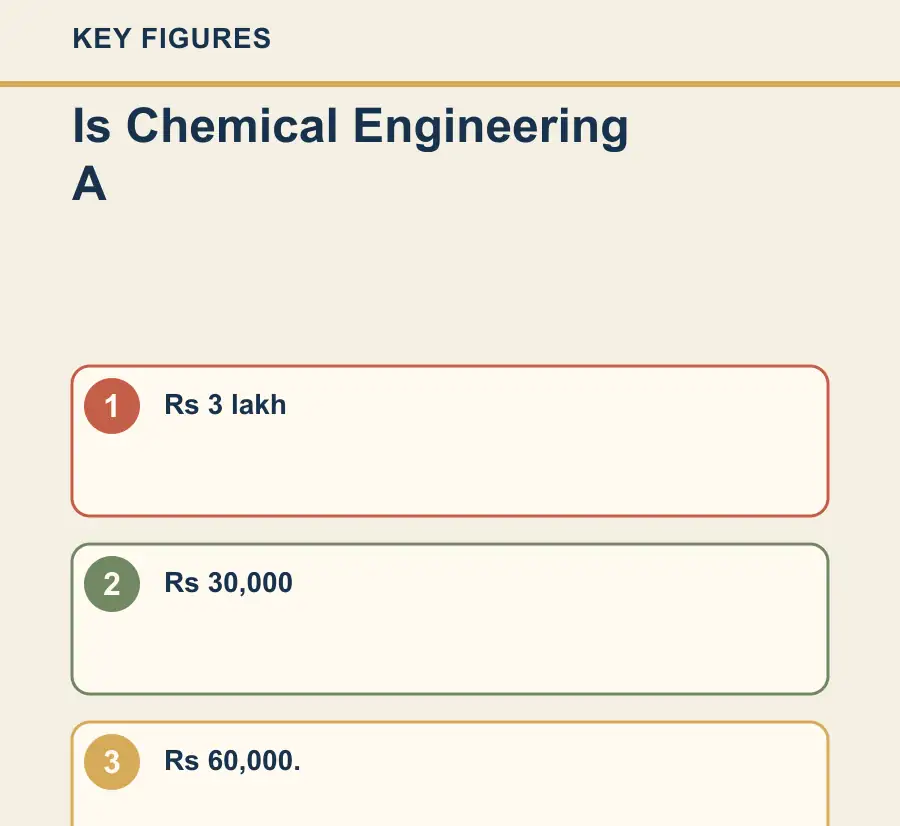 KEY FIGURES
Is Chemical Engineering
A
1 Rs 3 lakh
2 Rs 30,000
3 Rs 60,000.